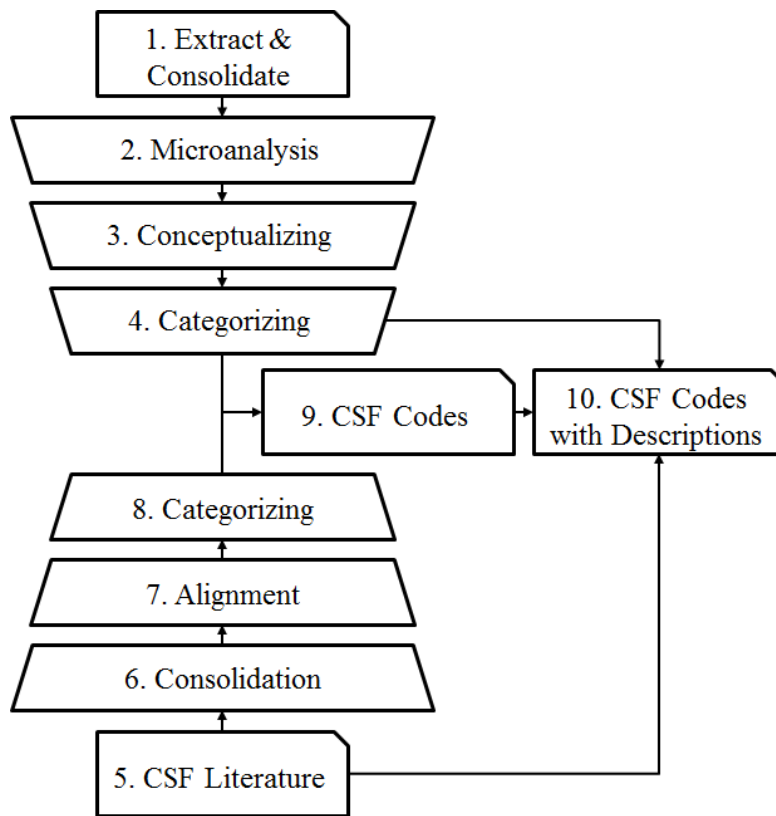 1. Extract &
Consolidate
2. Microanalysis
3. Conceptualizing
4. Categorizing
9. CSF Codes
10. CSF Codes
with Descriptions
8. Categorizing
7. Alignment
6. Consolidation
5. CSF Literature